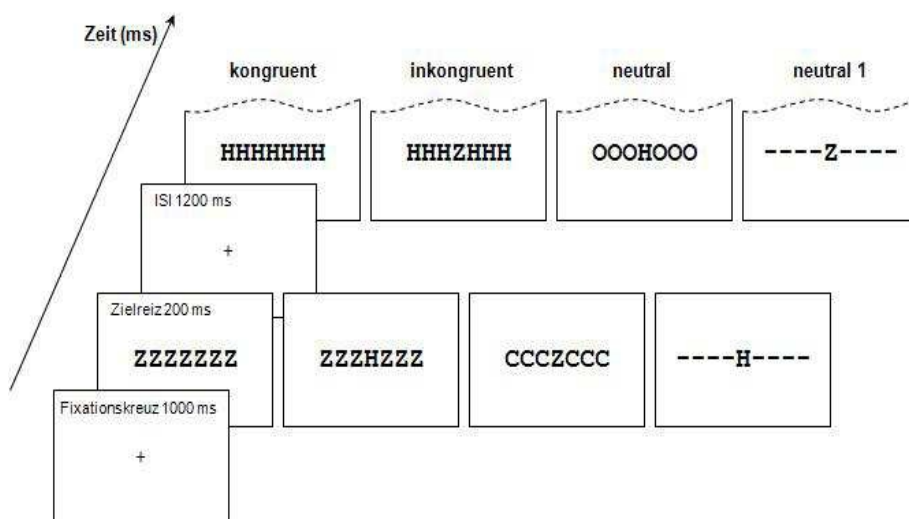 Zeit (ms)
kongruent inkongruent neutral neutral 1
HHHHHHH HHHZHHH OOOHOOO ----Z----
ISI 1200 ms
+
Zielreiz 200 ms
ZZZZZZZ ZZZHZZZ CCCZCCC ----H----
Fixationskreuz 1000 ms
+